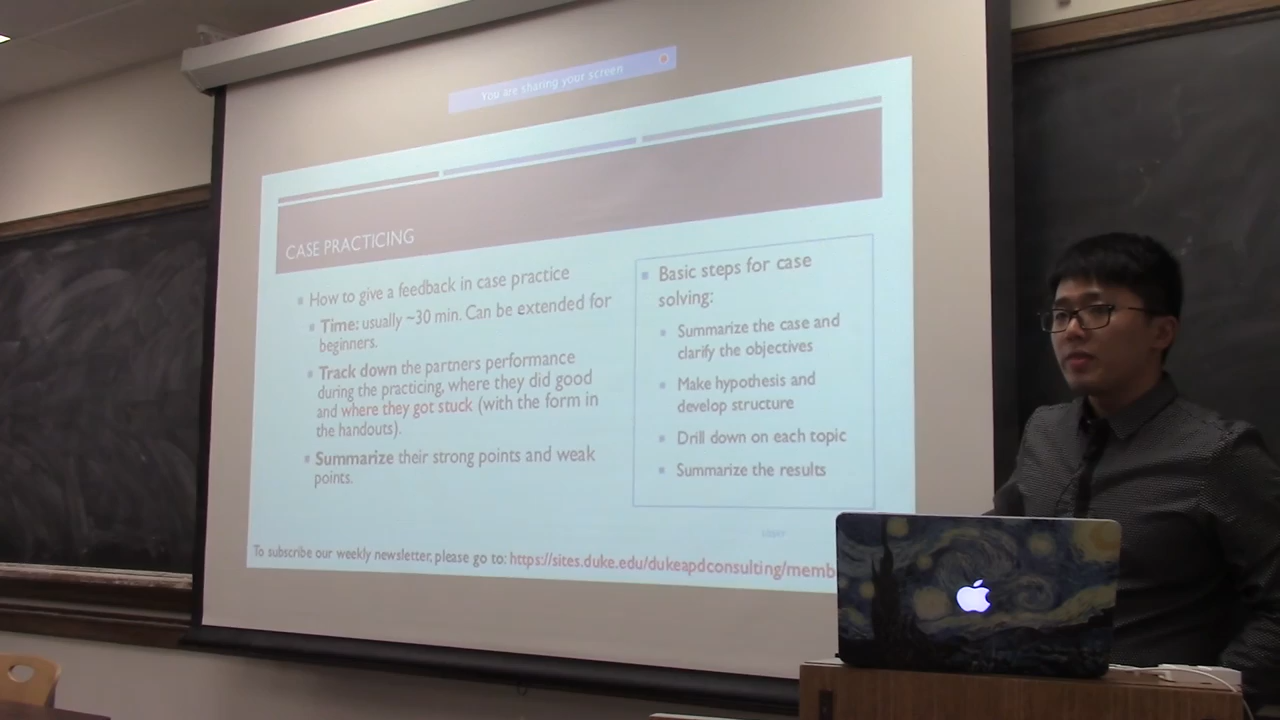 You are sharing your screen
CASE PRACTICING
How to give a feedback in case practice
Time: usually ~30 min. Can be extended for
beginners.
Track down the partners performance
during the practicing, where they did good
and where they got stuck (with the form in
the handouts).
Summarize their strong points and weak
points.
Basic steps for case
solving:
Summarize the case and
clarify the objectives
Make hypothesis and
develop structure
Drill down on each topic
Summarize the results
To subscribe our weekly newsletter, please go to: https://sites.duke.edu/dukeapdconsulting/memb